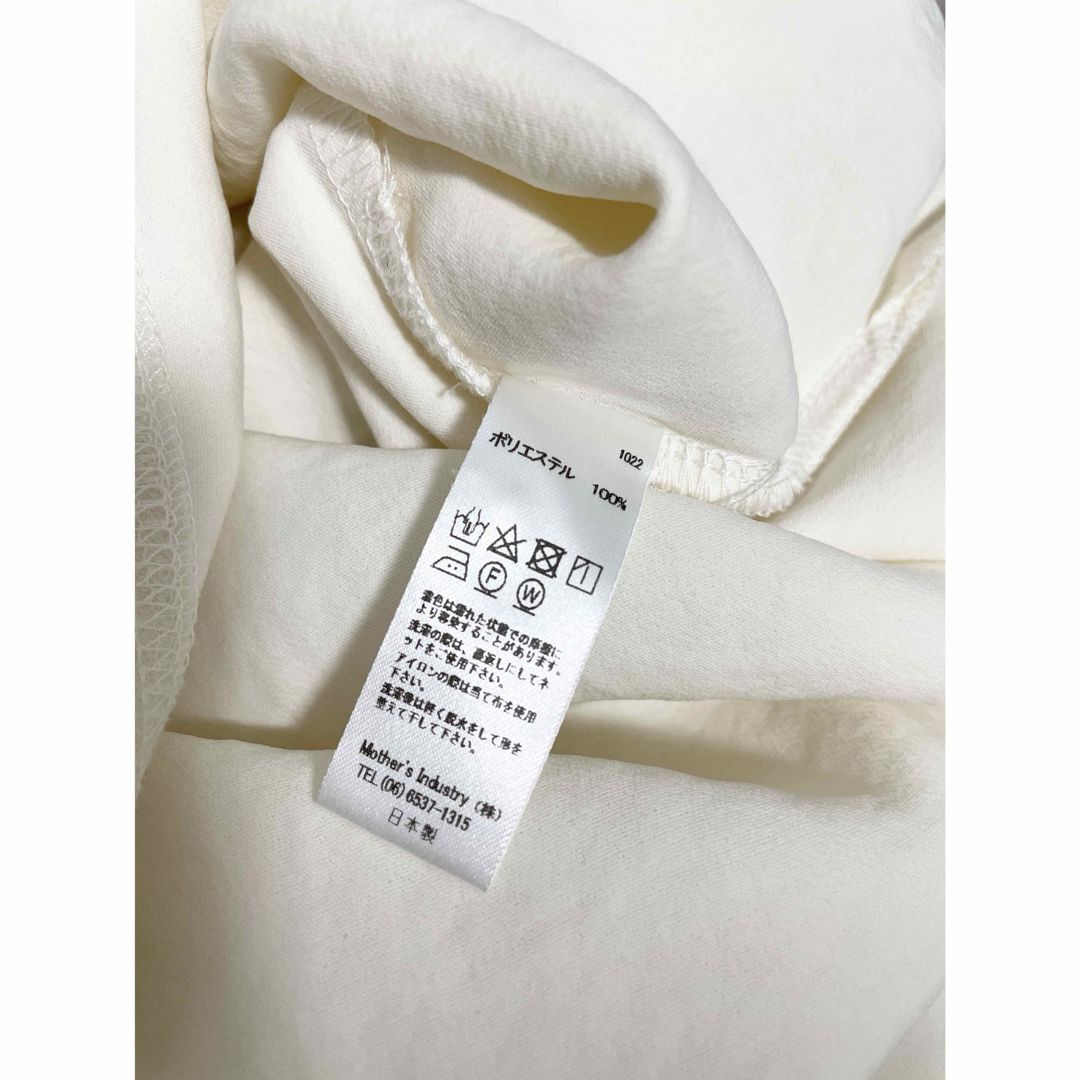 1022
ポリエステル 100%
F W
濃色は濡れた状態での摩擦に
より移染することがあります。
洗濯の際は、裏返しにしてネ
ットをご使用下さい。
アイロンの際は当て布を使用
下さい。
洗濯後は軽く脱水をして形を
整えて干して下さい。
Mother's Industry (株)
TEL (06) 6537-1315
日本製